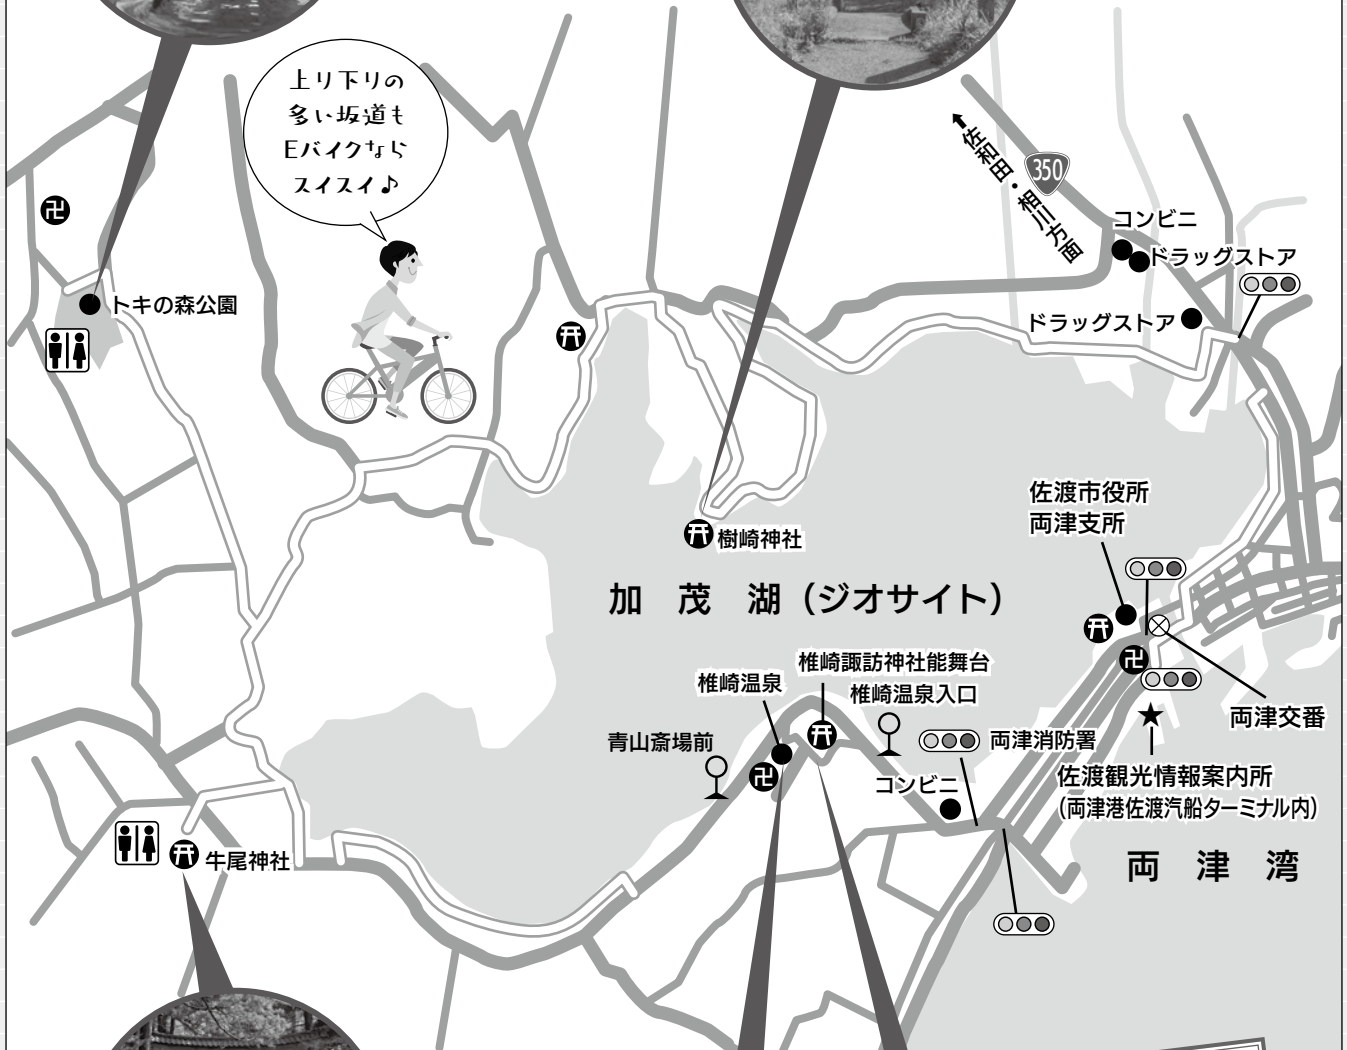 上り下りの
多い坂道も
Eバイクなら
スイスイ♪
佐和田・相川方面
350
コンビニ
ドラッグストア
ドラッグストア
トキの森公園
樹崎神社
佐渡市役所
両津支所
加 茂 湖(ジオサイト)
椎崎諏訪神社能舞台
椎崎温泉
椎崎温泉入口
青山斎場前
両津消防署
両津交番
コンビニ
佐渡観光情報案内所
(両津港佐渡汽船ターミナル内)
牛尾神社
両 津 湾